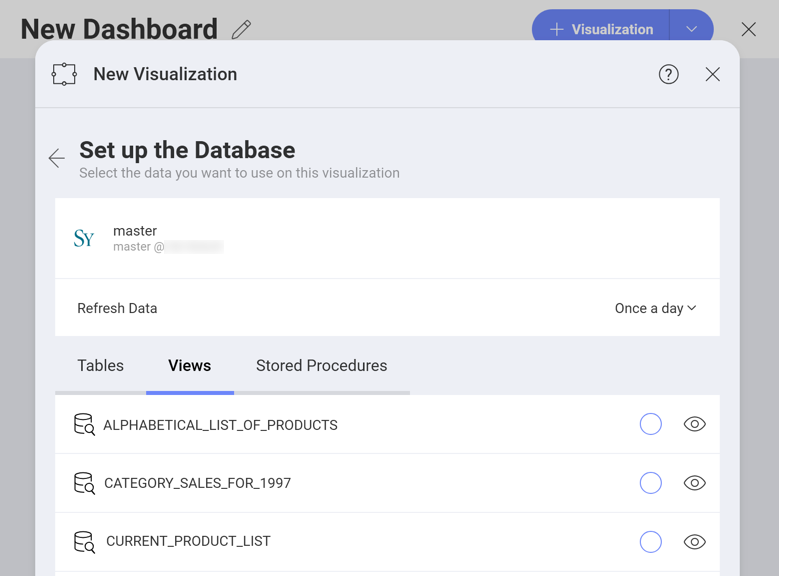 New Dashboard
Visualization
New Visualization
?
Set up the Database
Select the data you want to use on this visualization
SY
master
master @
Refresh Data
Once a day
Tables
Views
Stored Procedures
ALPHABETICAL_LIST_OF_PRODUCTS
CATEGORY_SALES_FOR_1997
CURRENT_PRODUCT_LIST